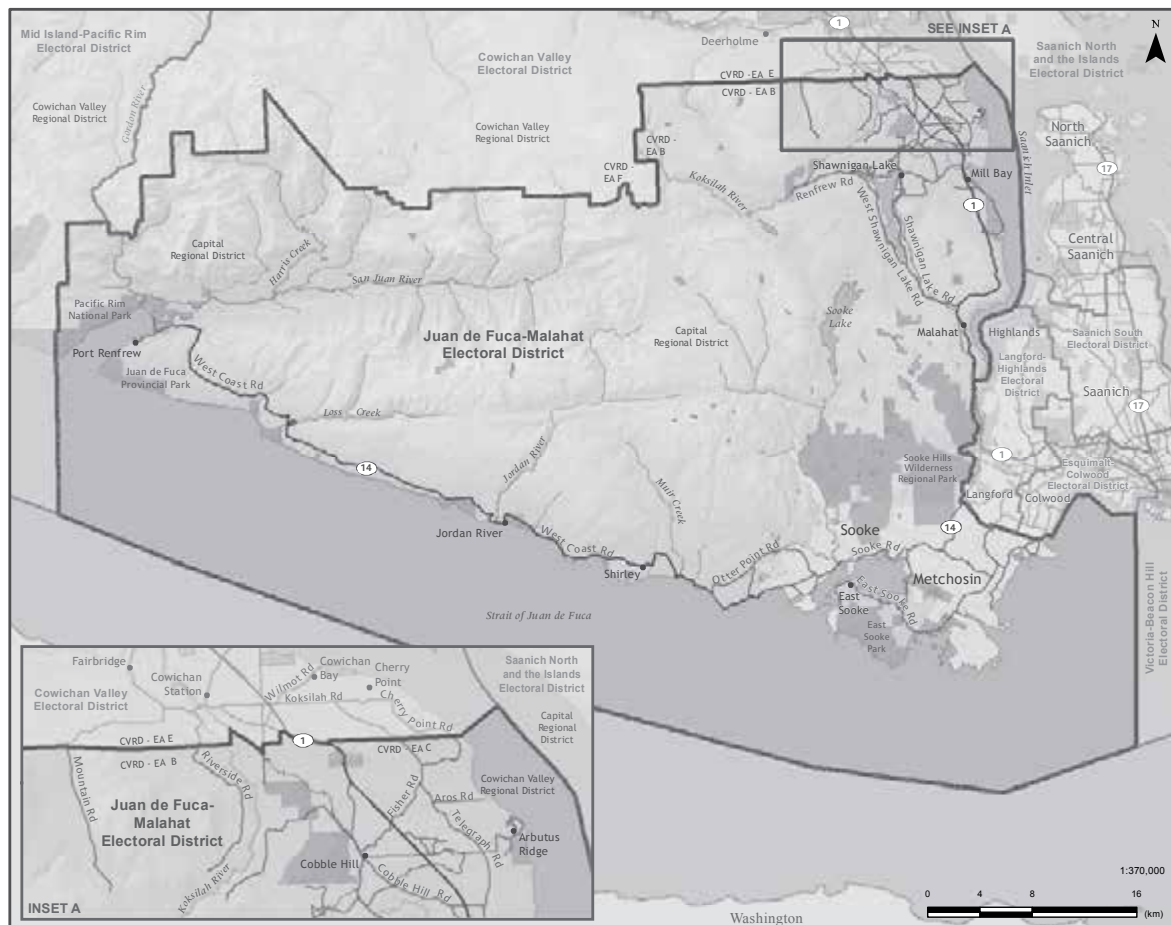 Mid Island-Pacific Rim
Electoral District
Cowichan Valley
Regional District
Gordon River
Cowichan Valley
Electoral District
Cowichan Valley
Regional District
Deerholme
1
SEE INSET A
Saanich North
and the Islands
Electoral District
N
CVRD - EA E
CVRD - EA B
CVRD -
EA B
CVRD -
EA F
Koksilah River
Renfrew Rd
Shawnigan Lake
Mill Bay
1
West Shawnigan Lake Rd
Shawnigan Lake Rd
Saanich Inlet
North
Saanich
17
Central
Saanich
Capital
Regional District
Harris Creek
San Juan River
Pacific Rim
National Park
Port Renfrew
Juan de Fuca
Provincial Park
West Coast Rd
Juan de Fuca-Malahat
Electoral District
Capital
Regional District
Sooke
Lake
Malahat
Highlands
Langford-
Highlands
Electoral
District
Saanich South
Electoral District
Saanich
17
Loss Creek
14
Jordan River
Muir Creek
Sooke Hills
Wilderness
Regional Park
1
Esquimalt-
Colwood
Electoral District
Langford
Colwood
Jordan River
West Coast Rd
Shirley
Otter Point Rd
Sooke
Sooke Rd
14
Metchosin
East
Sooke
East Sooke Rd
East
Sooke
Park
Strait of Juan de Fuca
Victoria-Beacon Hill
Electoral District
Fairbridge
Cowichan
Station
Wilmot Rd
Cowichan
Bay
Cherry
Point
Koksilah Rd
Cherry Point Rd
Saanich North
and the Islands
Electoral District
Cowichan Valley
Electoral District
Capital
Regional
District
1
CVRD - EA E
CVRD - EA B
CVRD - EA C
Mountain Rd
Riverside Rd
Fisher Rd
Cowichan Valley
Regional District
Aros Rd
Telegraph Rd
Arbutus
Ridge
Juan de Fuca-
Malahat
Electoral District
Koksilah River
Cobble Hill
Cobble Hill Rd
INSET A
Washington
1:370,000
0 4 8 16
(km)